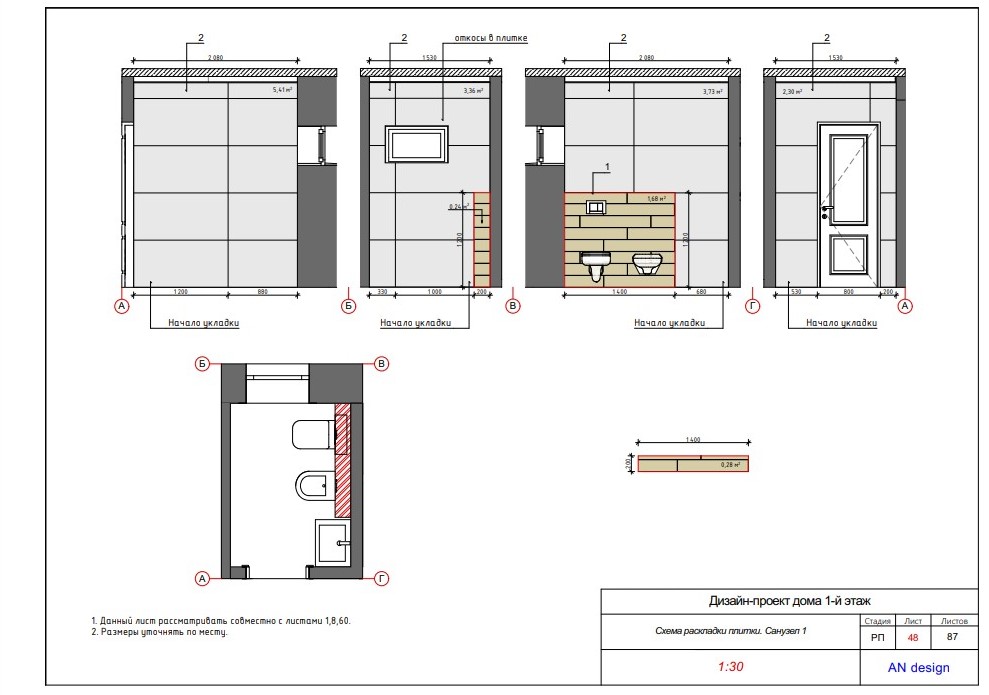 2
2
откосы в плитке
2
2
2 080
1 530
2 080
1 530
5,41 м²
3,36 м²
3,73 м²
2,30 м²
1
0,24 м²
1,68 м²
1 200
1 200
1 200
880
330
1 000
200
1 400
680
530
800
200
А
Б
В
Г
А
Начало укладки
Начало укладки
Начало укладки
Начало укладки
Б
В
1 400
200
0,28 м²
А
Г
1. Данный лист рассматривать совместно с листами 1,8,60.
2. Размеры уточнять по месту.
Дизайн-проект дома 1-й этаж
Схема раскладки плитки. Санузел 1
Стадия
Лист
Листов
РП
48
87
1:30
AN design